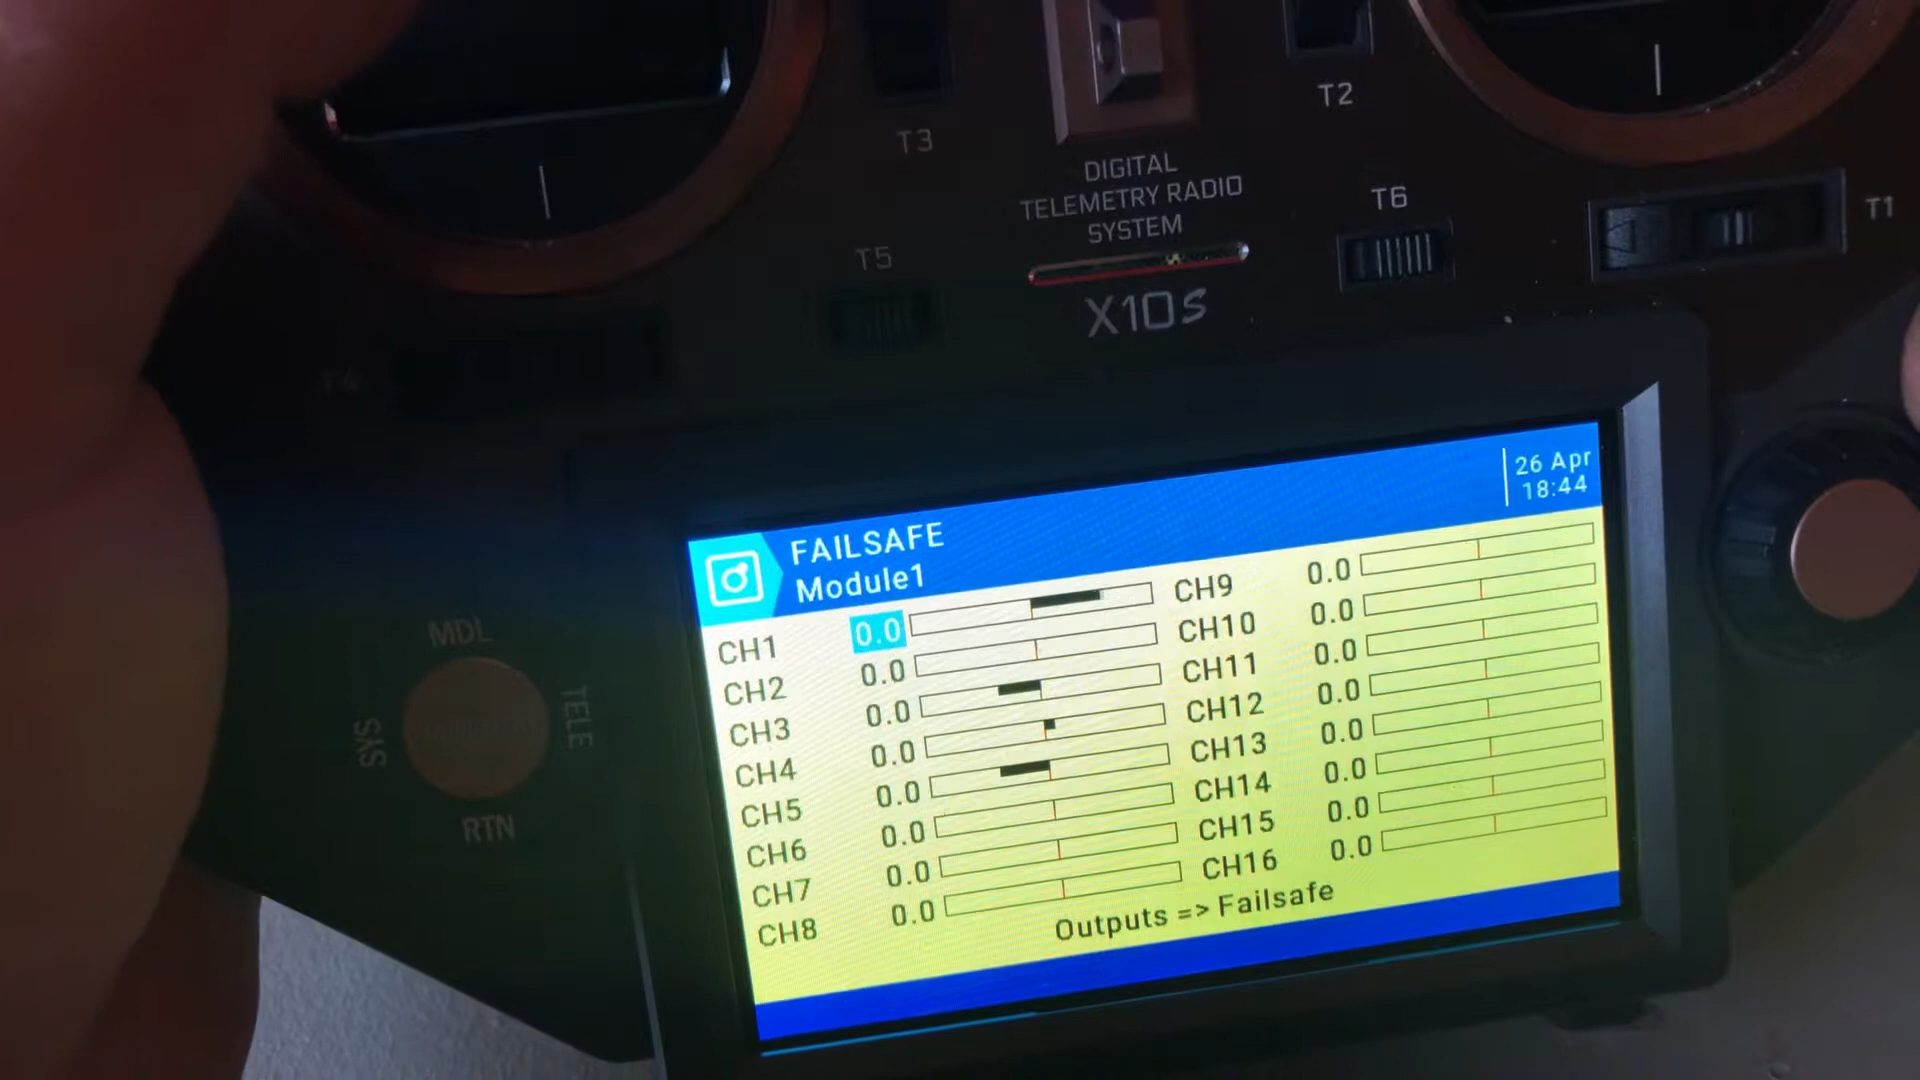 T3
T2
DIGITAL
TELEMETRY RADIO
SYSTEM
T6
T1
T5
X10S
T4
26 Apr
18:44
FAILSAFE
Module1
CH1 0.0
CH2 0.0
CH3 0.0
CH4 0.0
CH5 0.0
CH6 0.0
CH7 0.0
CH8 0.0
CH9 0.0
CH10 0.0
CH11 0.0
CH12 0.0
CH13 0.0
CH14 0.0
CH15 0.0
CH16 0.0
Outputs => Failsafe
MDL
SYS
TELE
RTN